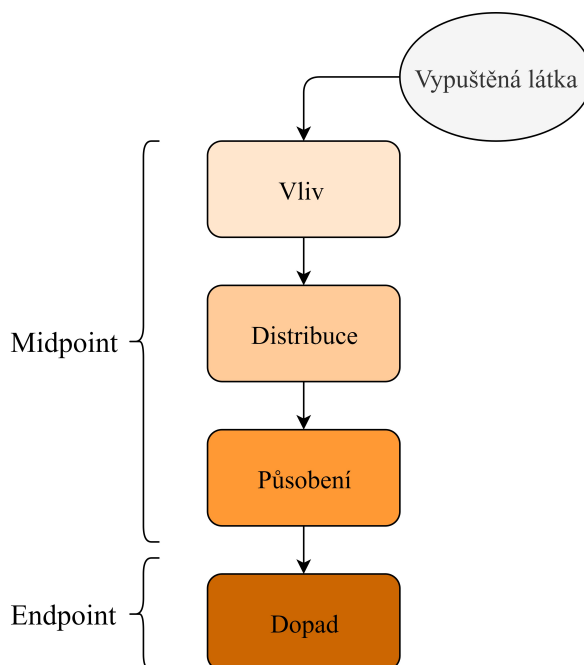 Vypuštěná látka
Vliv
Distribuce
Midpoint
Působení
Endpoint
Dopad